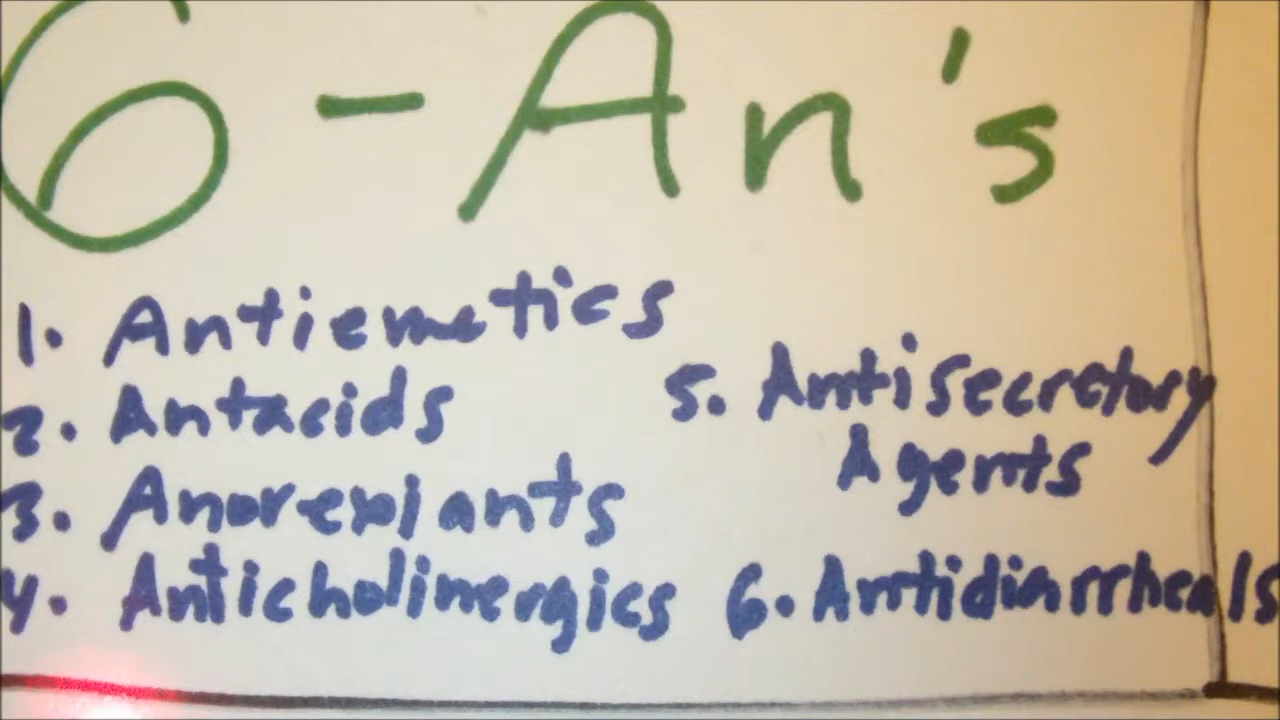 6 - An's
1. Antiemetics
2. Antacids
3. Anorexiants
4. Anticholinergics
5. Antisecretory
Agents
6. Antidiarrheals